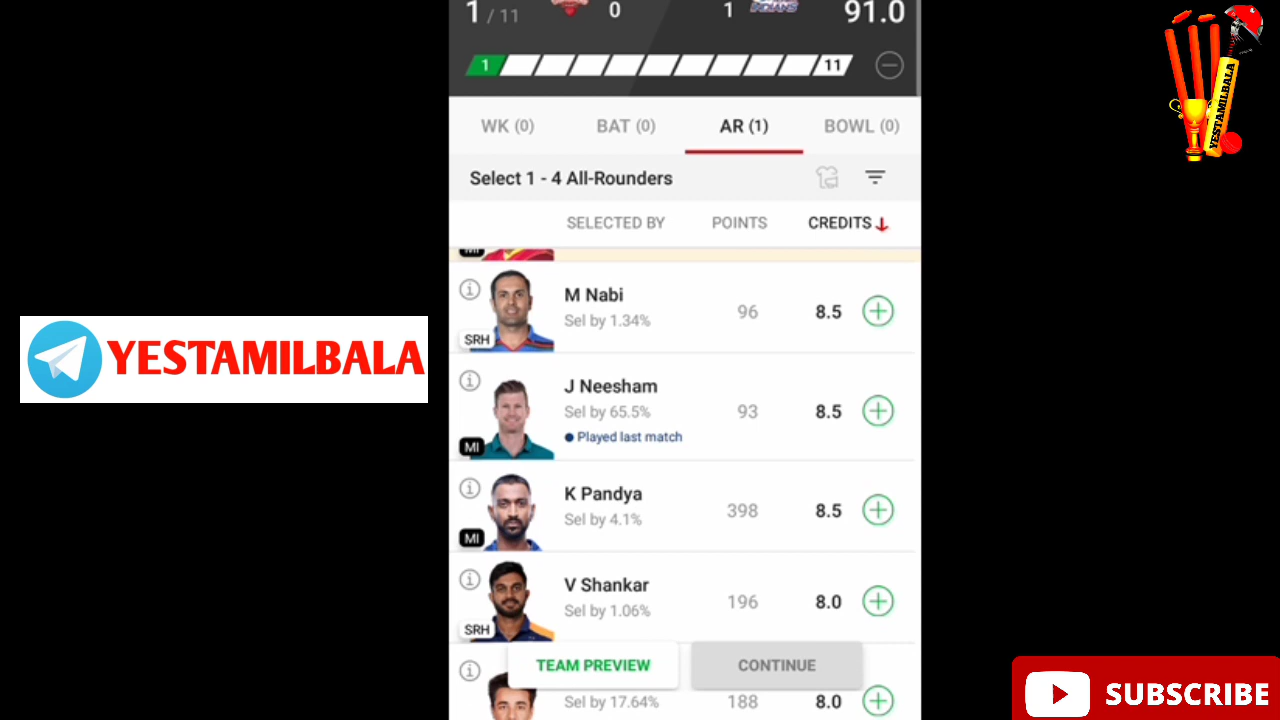 1 / 11
0
1
INDIANS
91.0
1
11
WK (0)
BAT (0)
AR (1)
BOWL (0)
Select 1 - 4 All-Rounders
SELECTED BY
POINTS
CREDITS
MI
M Nabi
Sel by 1.34%
96
8.5
SRH
J Neesham
Sel by 65.5%
Played last match
93
8.5
MI
K Pandya
Sel by 4.1%
398
8.5
MI
V Shankar
Sel by 1.06%
196
8.0
SRH
TEAM PREVIEW
CONTINUE
Sel by 17.64%
188
8.0
YESTAMILBALA
YESTAMILBALA
SUBSCRIBE